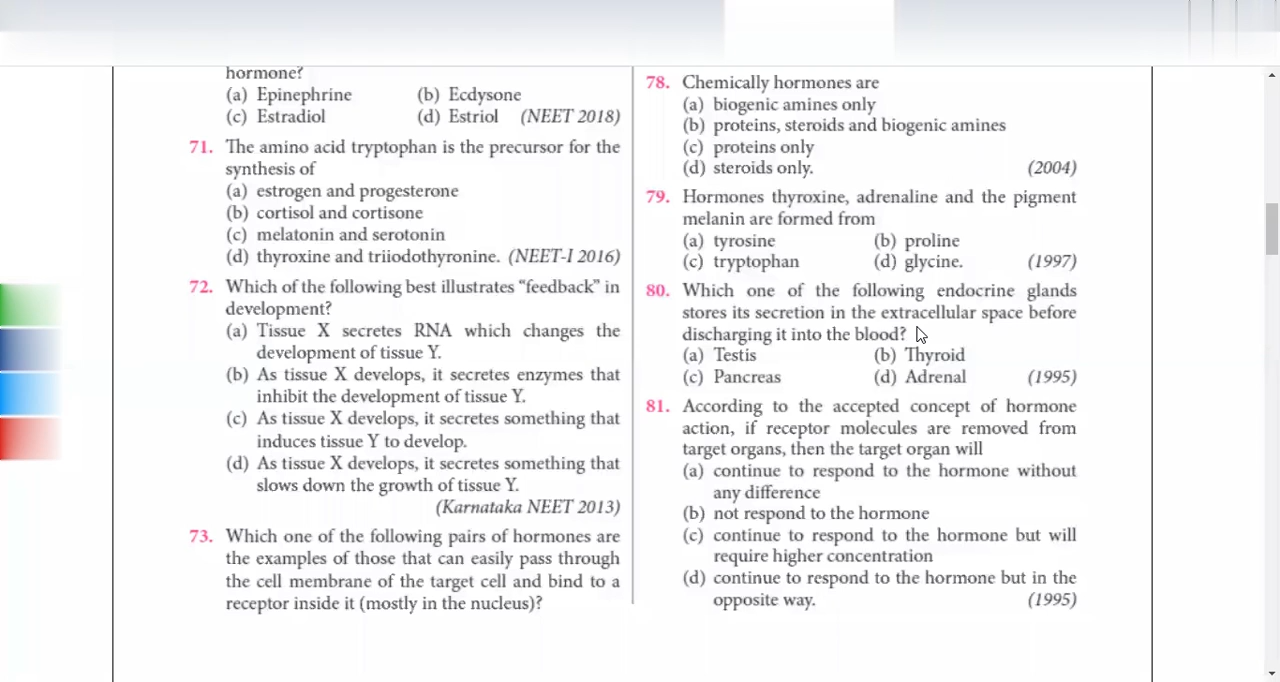 hormone?
(a) Epinephrine (b) Ecdysone
(c) Estradiol (d) Estriol (NEET 2018)
71. The amino acid tryptophan is the precursor for the
synthesis of
(a) estrogen and progesterone
(b) cortisol and cortisone
(c) melatonin and serotonin
(d) thyroxine and triiodothyronine. (NEET-I 2016)
72. Which of the following best illustrates “feedback” in
development?
(a) Tissue X secretes RNA which changes the
development of tissue Y.
(b) As tissue X develops, it secretes enzymes that
inhibit the development of tissue Y.
(c) As tissue X develops, it secretes something that
induces tissue Y to develop.
(d) As tissue X develops, it secretes something that
slows down the growth of tissue Y.
(Karnataka NEET 2013)
73. Which one of the following pairs of hormones are
the examples of those that can easily pass through
the cell membrane of the target cell and bind to a
receptor inside it (mostly in the nucleus)?
78. Chemically hormones are
(a) biogenic amines only
(b) proteins, steroids and biogenic amines
(c) proteins only
(d) steroids only. (2004)
79. Hormones thyroxine, adrenaline and the pigment
melanin are formed from
(a) tyrosine (b) proline
(c) tryptophan (d) glycine. (1997)
80. Which one of the following endocrine glands
stores its secretion in the extracellular space before
discharging it into the blood?
(a) Testis (b) Thyroid
(c) Pancreas (d) Adrenal (1995)
81. According to the accepted concept of hormone
action, if receptor molecules are removed from
target organs, then the target organ will
(a) continue to respond to the hormone without
any difference
(b) not respond to the hormone
(c) continue to respond to the hormone but will
require higher concentration
(d) continue to respond to the hormone but in the
opposite way. (1995)